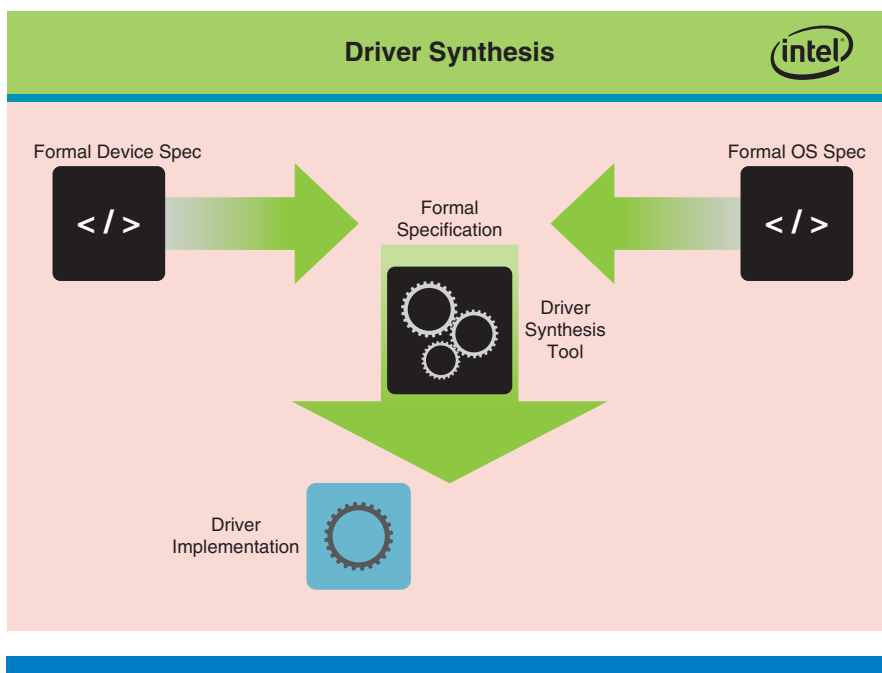 Driver Synthesis
intel
Formal Device Spec
Formal OS Spec
< / >
< / >
Formal
Specification
Driver
Synthesis
Tool
Driver
Implementation